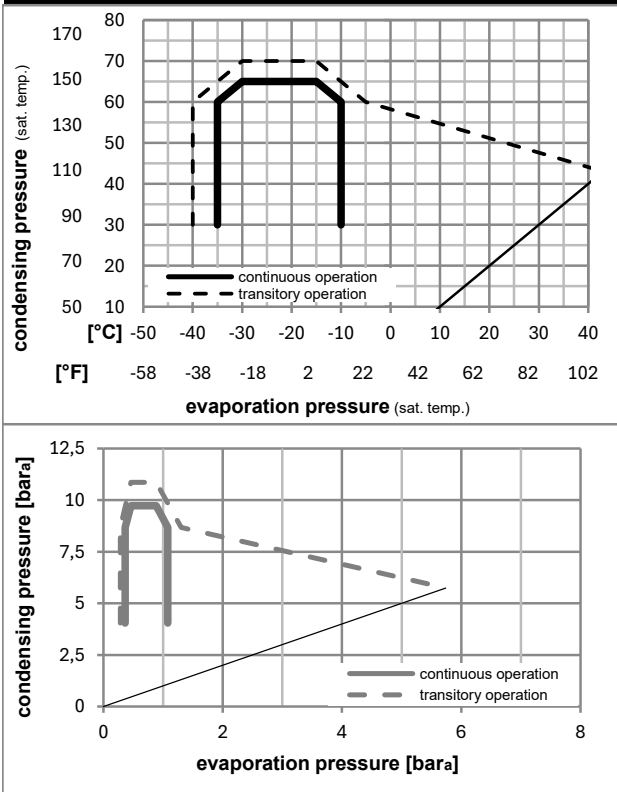 condensing pressure (sat. temp.)
170 80
70
150 60
130 50
110 40
90 30
70 20
50 10
continuous operation
transitory operation
[°C] -50 -40 -30 -20 -10 0 10 20 30 40
[°F] -58 -38 -18 2 22 42 62 82 102
evaporation pressure (sat. temp.)
condensing pressure [bara]
12,5
10
7,5
5
2,5
0
continuous operation
transitory operation
0 2 4 6 8
evaporation pressure [bara]